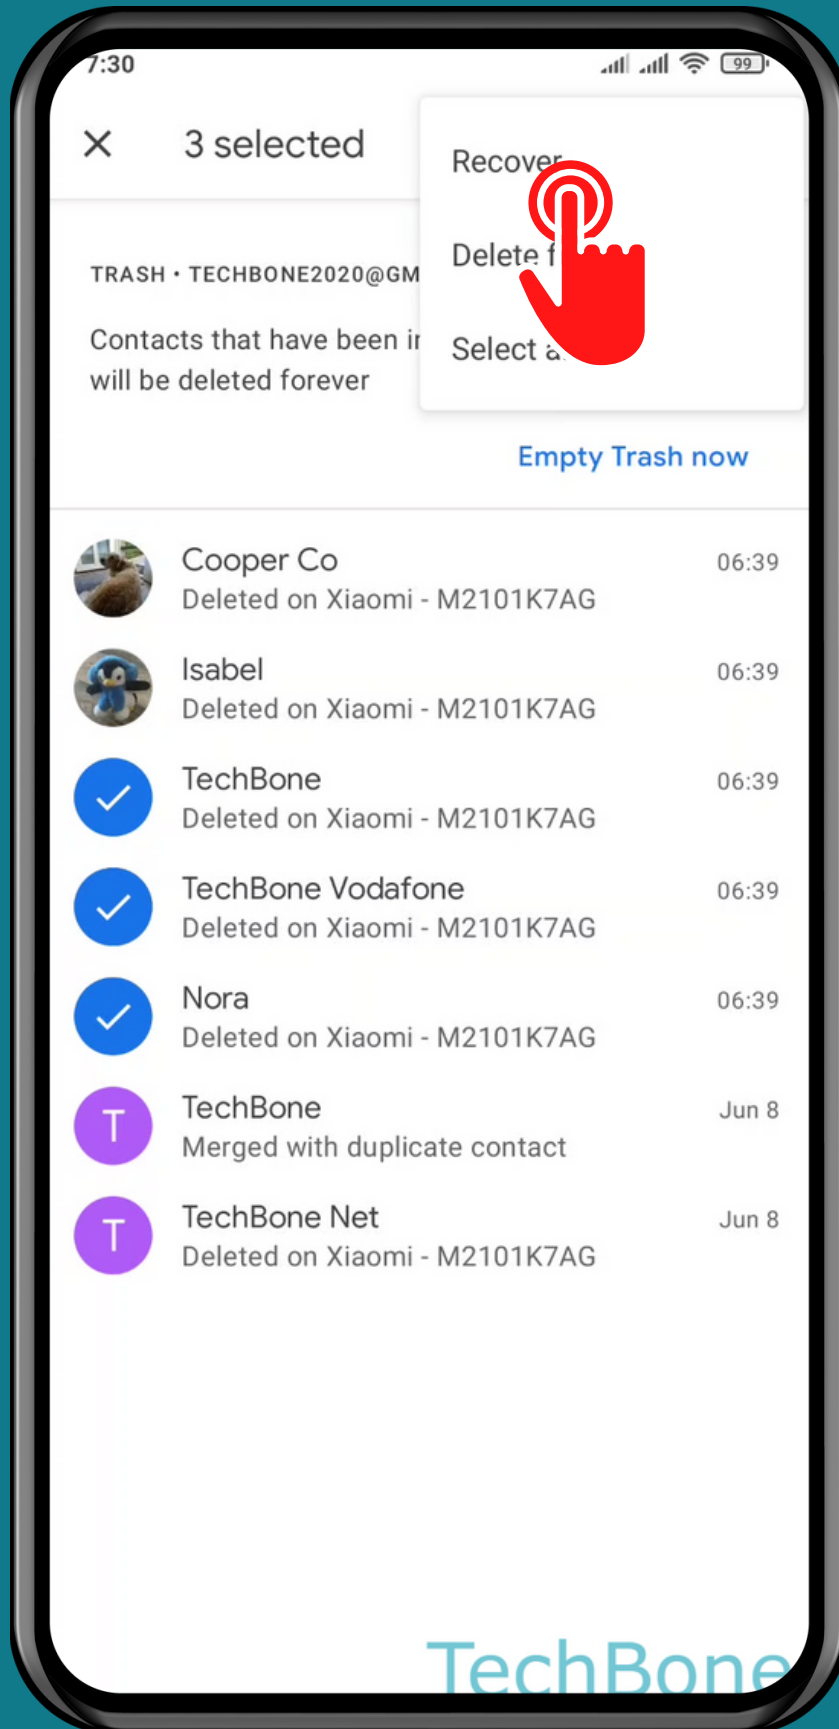 7:30
99
3 selected
Recover
Delete f
Select a
TRASH • TECHBONE2020@GM
Contacts that have been
will be deleted forever
Empty Trash now
Cooper Co
06:39
Deleted on Xiaomi - M2101K7AG
Isabel
06:39
Deleted on Xiaomi - M2101K7AG
TechBone
06:39
Deleted on Xiaomi - M2101K7AG
TechBone Vodafone
06:39
Deleted on Xiaomi - M2101K7AG
Nora
06:39
Deleted on Xiaomi - M2101K7AG
T
TechBone
Jun 8
Merged with duplicate contact
T
TechBone Net
Jun 8
Deleted on Xiaomi - M2101K7AG
TechBone